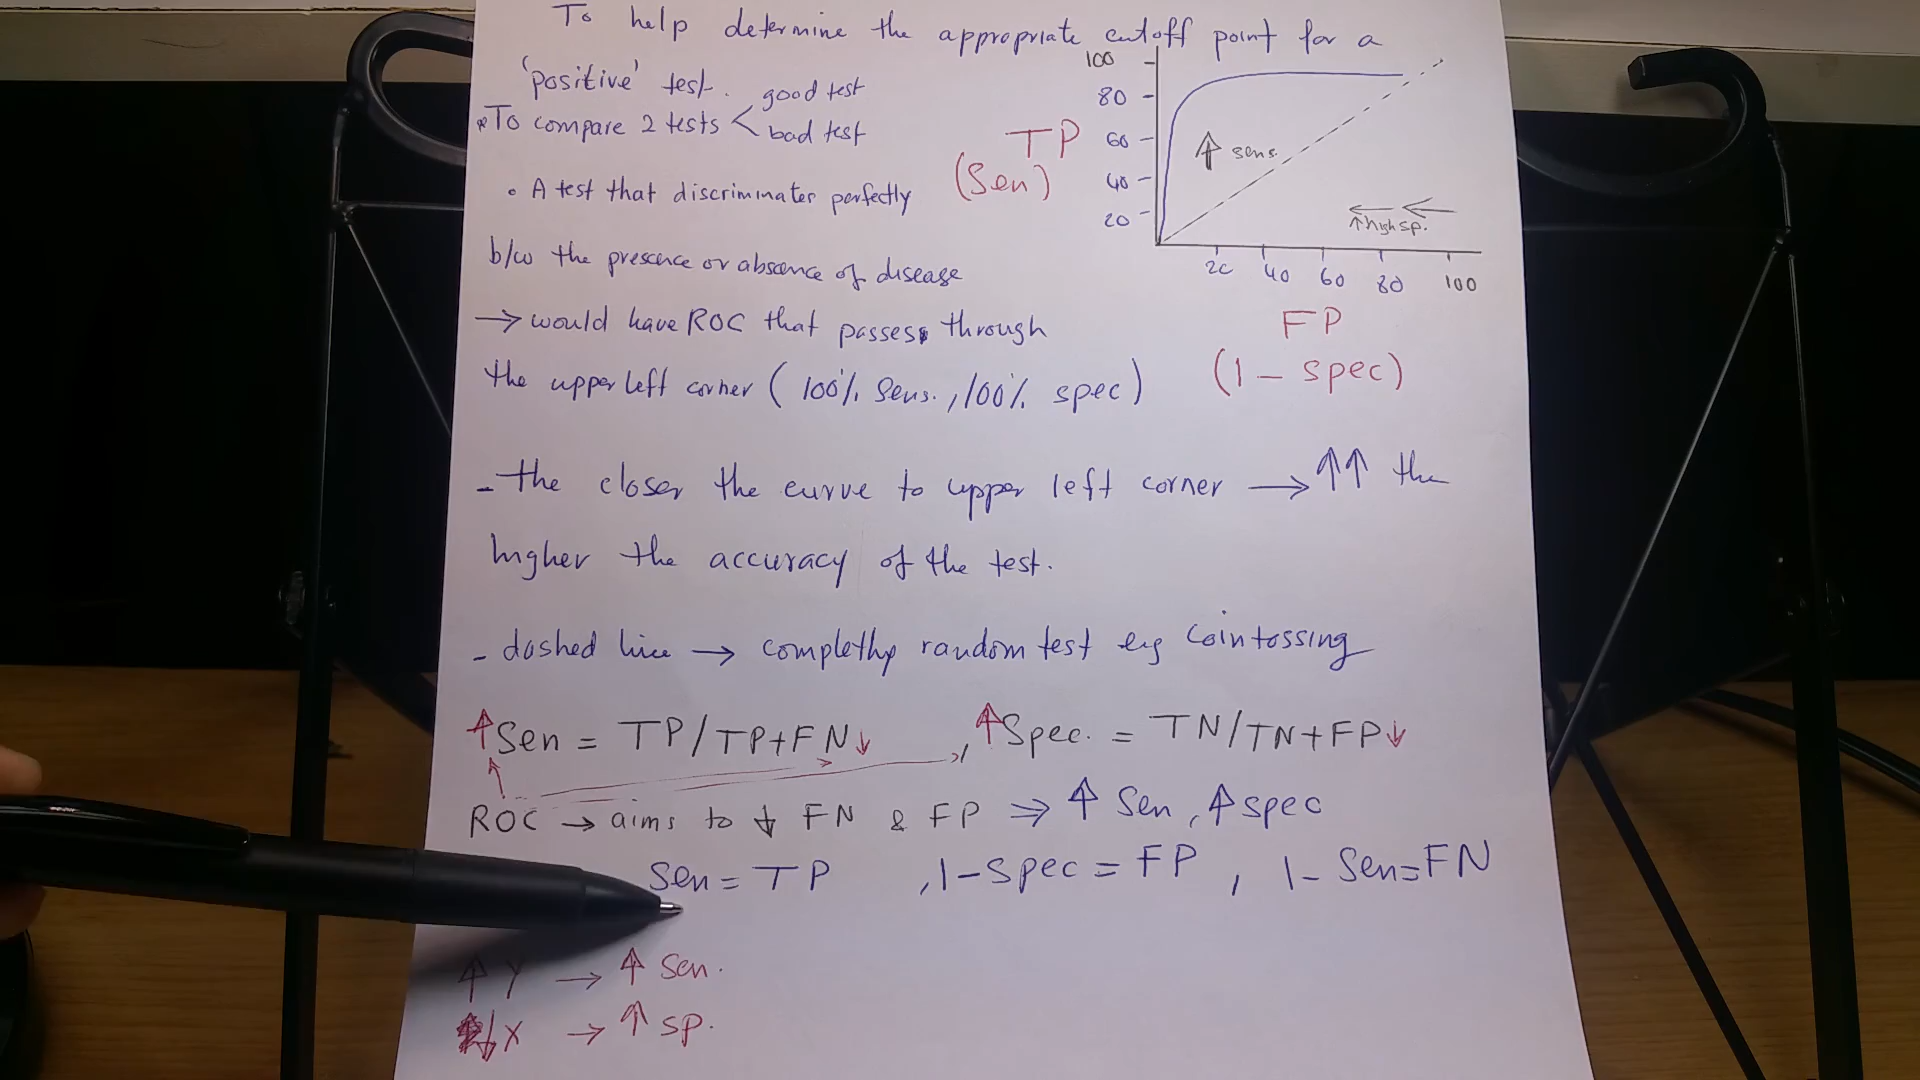 To help determine the appropriate cutoff point for a
'positive' test.
* To compare 2 tests < good test
bad test
• A test that discriminates perfectly
b/w the presence or absence of disease
→ would have ROC that passes through
the upper left corner ( 100% Sens. , 100% spec )
100
80
60
40
20
TP
(Sen)
↑ sens.
↑ high sp.
20 40 60 80 100
FP
(1 - spec)
- the closer the curve to upper left corner → ↑↑ the
higher the accuracy of the test.
- dashed line → completly random test eg Cointossing
↑ Sen = TP/TP+FN↓ , ↑ Spec. = TN/TN+FP↓
ROC → aims to ↓ FN & FP ⇒ ↑ Sen , ↑ spec
Sen = TP , 1-spec = FP , 1- Sen=FN
↑ Y → ↑ Sen.
↓ X → ↑ sp.